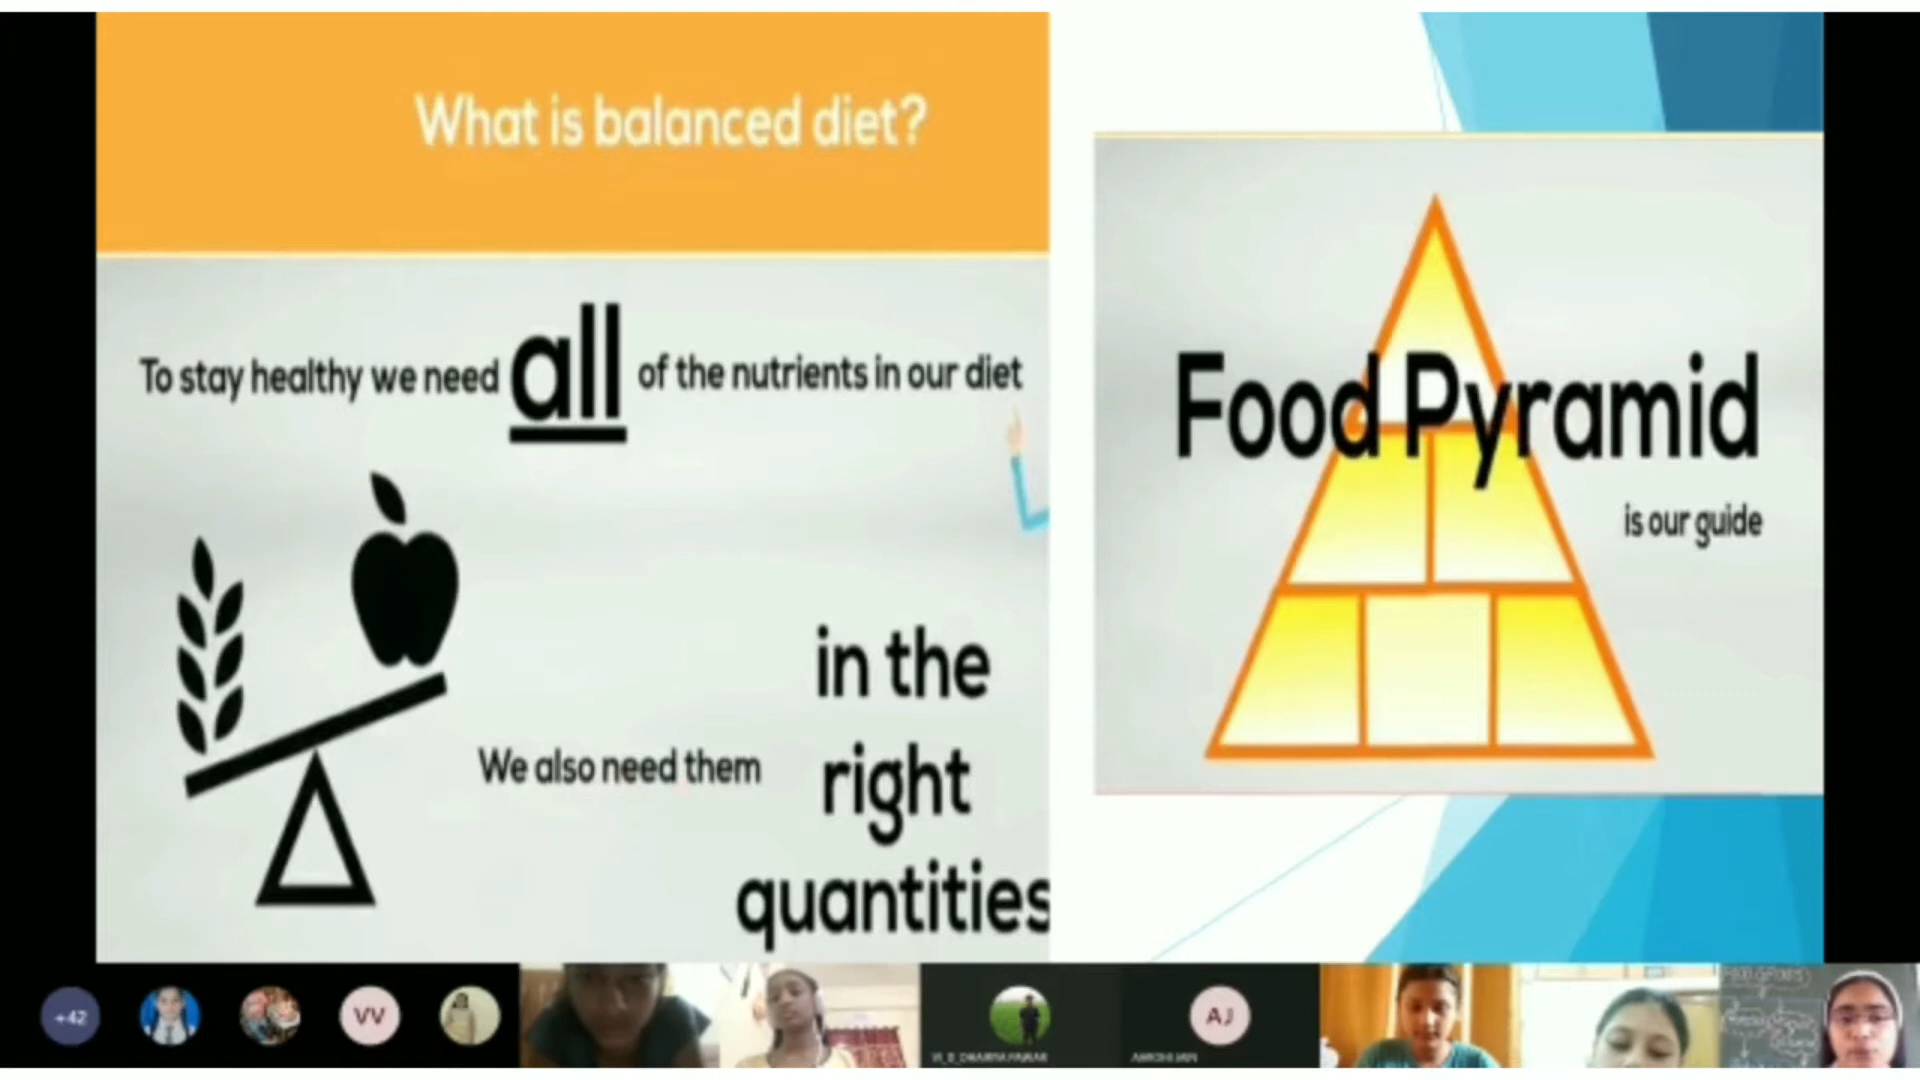 What is balanced diet?
To stay healthy we need all of the nutrients in our diet
We also need them
in the
right
quantities
Food Pyramid
is our guide
+42
VV
AJ